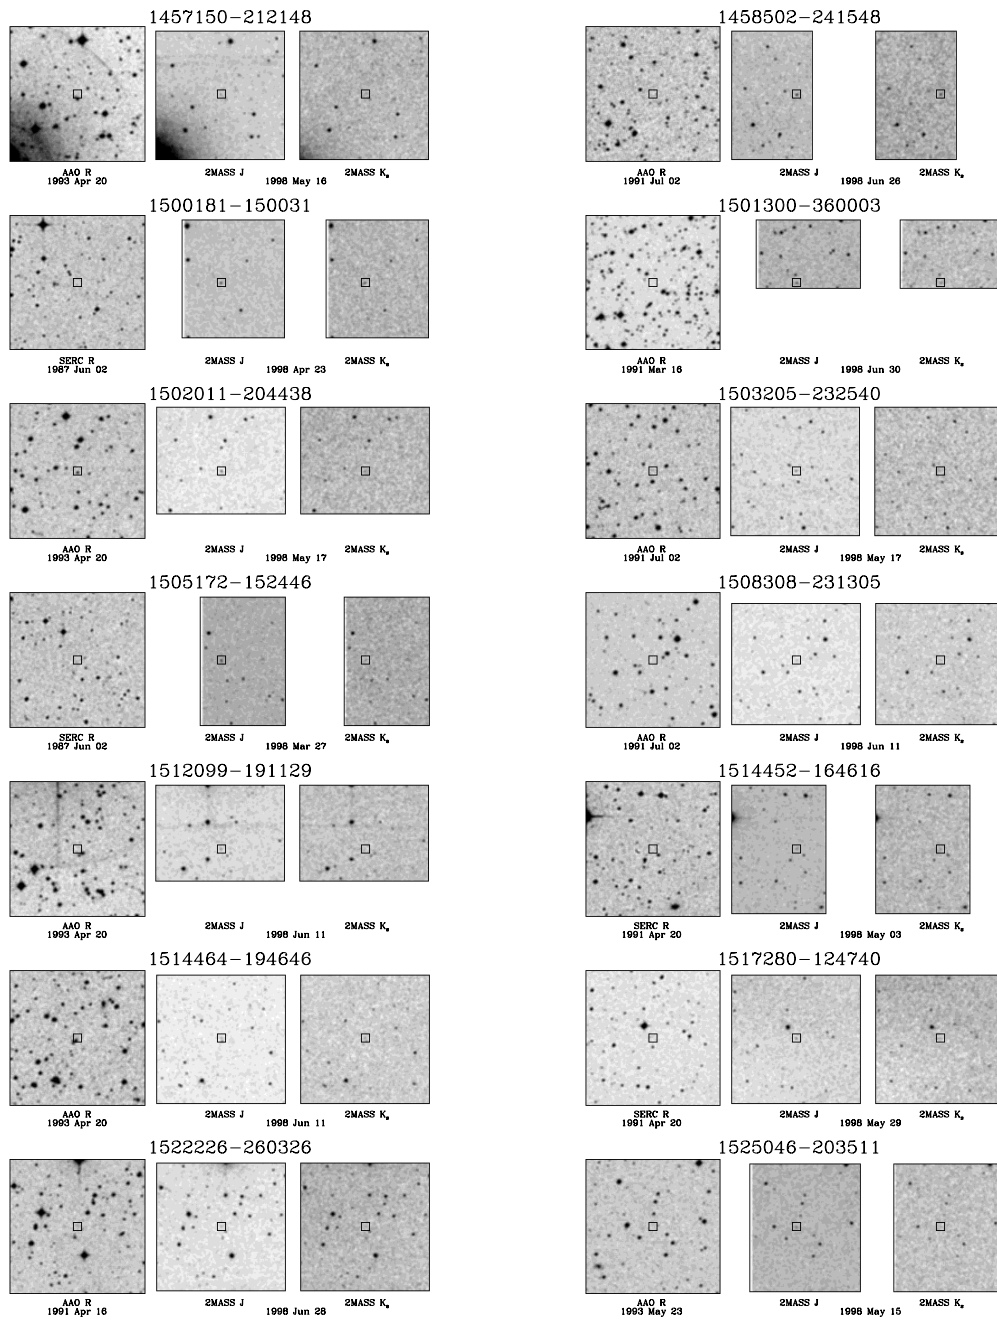 1457150-212148
AAO R
1993 Apr 20
2MASS J
1998 May 16
2MASS Ks
1458502-241548
AAO R
1991 Jul 02
2MASS J
1998 Jun 26
2MASS Ks
1500181-150031
SERC R
1987 Jun 02
2MASS J
1998 Apr 23
2MASS Ks
1501300-360003
AAO R
1991 Mar 16
2MASS J
1998 Jun 30
2MASS Ks
1502011-204438
AAO R
1993 Apr 20
2MASS J
1998 May 17
2MASS Ks
1503205-232540
AAO R
1991 Jul 02
2MASS J
1998 May 17
2MASS Ks
1505172-152446
SERC R
1987 Jun 02
2MASS J
1998 Mar 27
2MASS Ks
1508308-231305
AAO R
1991 Jul 02
2MASS J
1998 Jun 11
2MASS Ks
1512099-191129
AAO R
1993 Apr 20
2MASS J
1998 Jun 11
2MASS Ks
1514452-164616
SERC R
1991 Apr 20
2MASS J
1998 May 03
2MASS Ks
1514464-194646
AAO R
1993 Apr 20
2MASS J
1998 Jun 11
2MASS Ks
1517280-124740
SERC R
1991 Apr 20
2MASS J
1998 May 29
2MASS Ks
1522226-260326
AAO R
1991 Apr 16
2MASS J
1998 Jun 28
2MASS Ks
1525046-203511
AAO R
1993 May 23
2MASS J
1998 May 15
2MASS Ks